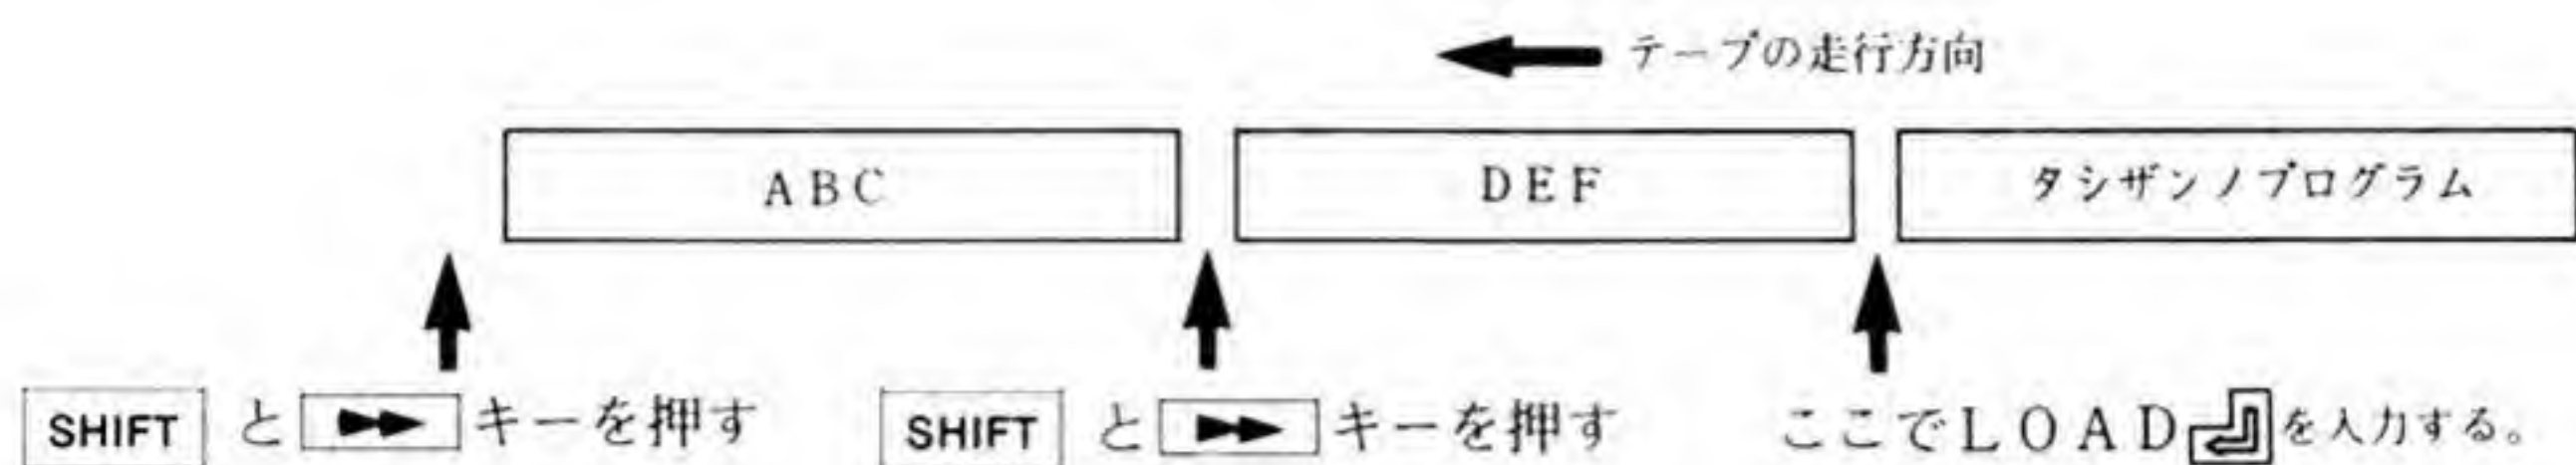 テープの走行方向
ABC DEF タシザンノプログラム
SHIFT と キーを押す SHIFT と キーを押す ここでLOADを入力する。